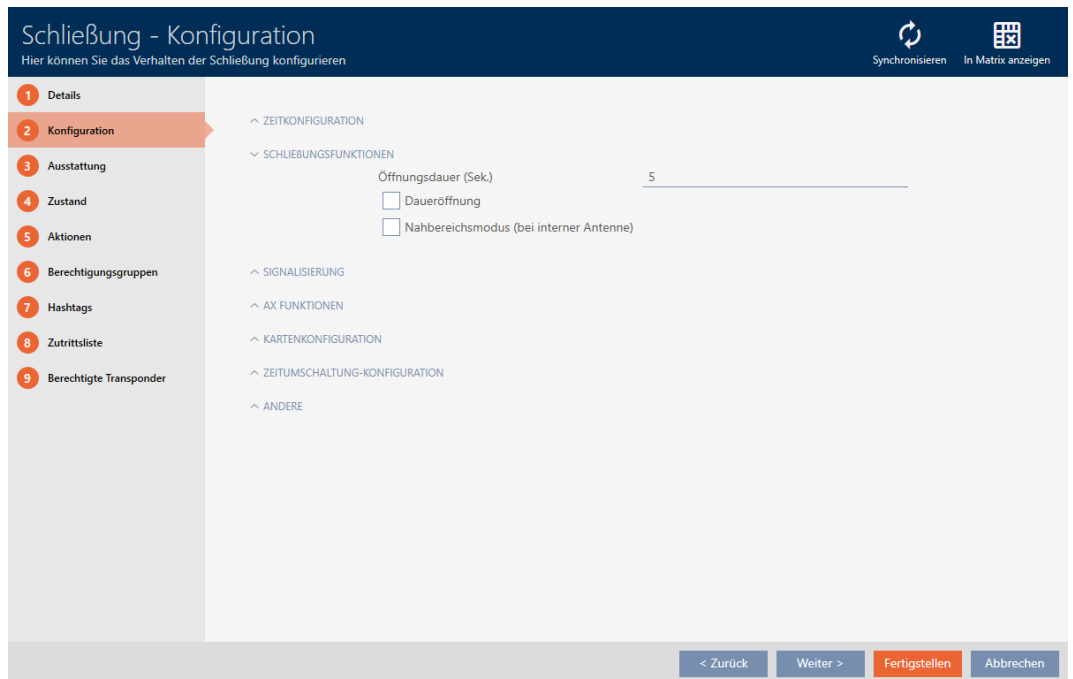 Schließung - Konfiguration
Hier können Sie das Verhalten der Schließung konfigurieren
Synchronisieren
In Matrix anzeigen
1 Details
2 Konfiguration
3 Ausstattung
4 Zustand
5 Aktionen
6 Berechtigungsgruppen
7 Hashtags
8 Zutrittsliste
9 Berechtigte Transponder
ZEITKONFIGURATION
SCHLIEßUNGSFUNKTIONEN
Öffnungsdauer (Sek.) 5
Daueröffnung
Nahbereichsmodus (bei interner Antenne)
SIGNALISIERUNG
AX FUNKTIONEN
KARTENKONFIGURATION
ZEITUMSCHALTUNG-KONFIGURATION
ANDERE
< Zurück
Weiter >
Fertigstellen
Abbrechen